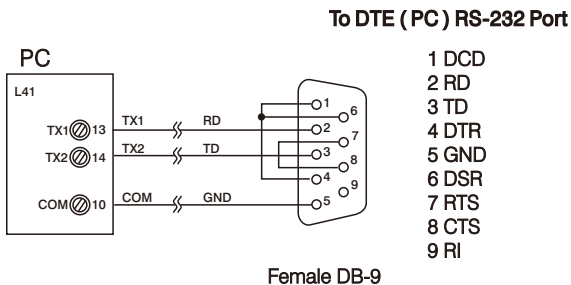 To DTE ( PC ) RS-232 Port
PC
L41
TX1 13 TX1 RD
TX2 14 TX2 TD
COM 10 COM GND
1
6
2
7
3
8
4
9
5
1 DCD
2 RD
3 TD
4 DTR
5 GND
6 DSR
7 RTS
8 CTS
9 RI
Female DB-9